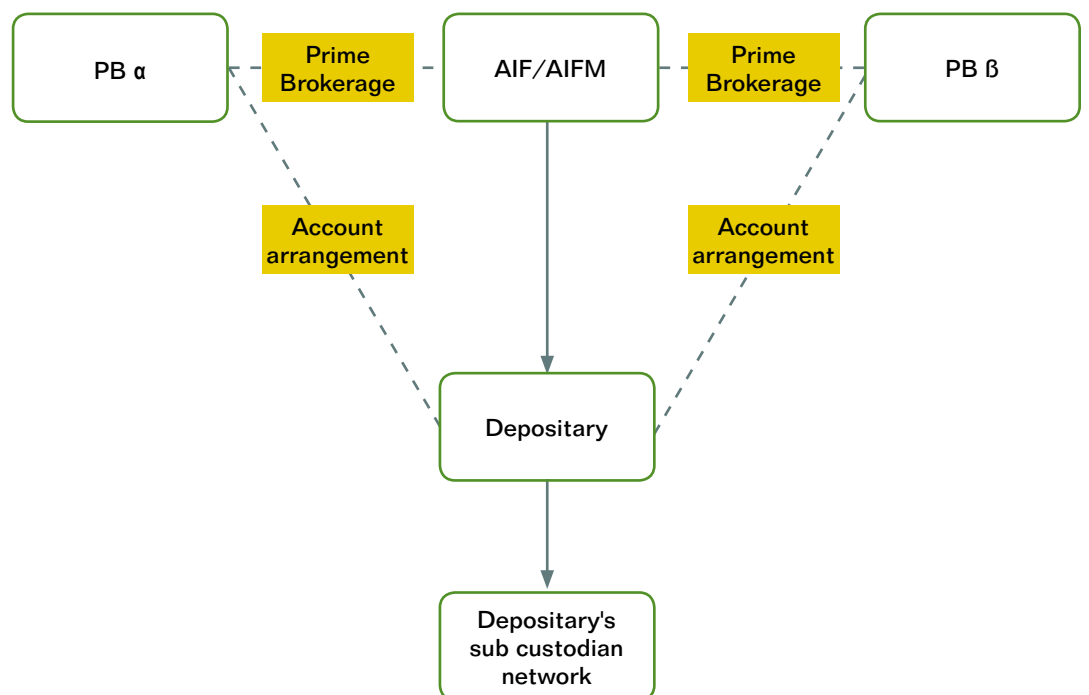 PB α
Prime
Brokerage
AIF/AIFM
Prime
Brokerage
PB ß
Account
arrangement
Account
arrangement
Depositary
Depositary's
sub custodian
network